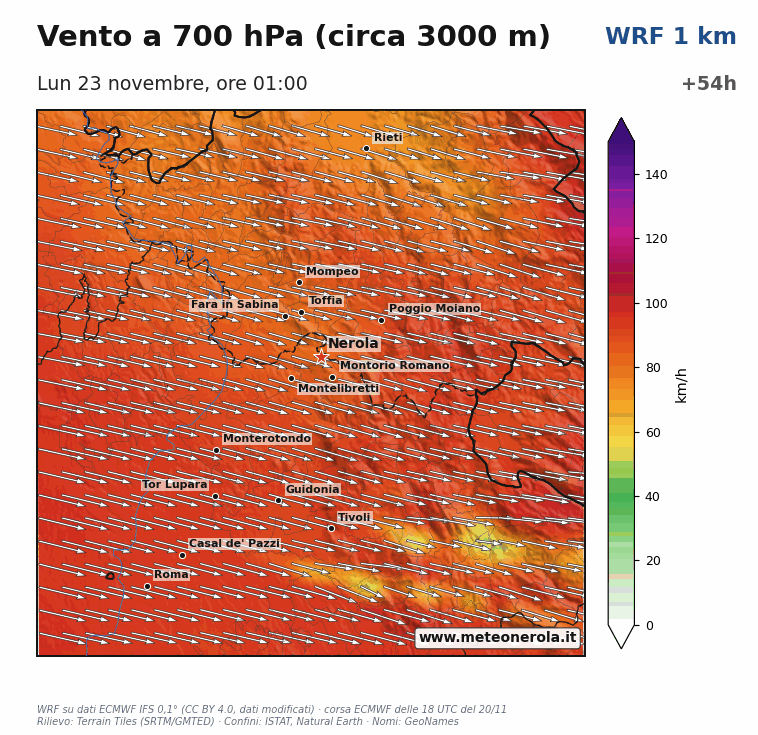 Vento a 700 hPa (circa 3000 m)
WRF 1 km
Lun 23 novembre, ore 01:00
+54h
Rieti
Mompeo
Fara in Sabina
Toffia
Poggio Moiano
Nerola
Montorio Romano
Montelibretti
Monterotondo
Tor Lupara
Guidonia
Tivoli
Casal de' Pazzi
Roma
www.meteonerola.it
140
120
100
80
60
40
20
0
km/h
WRF su dati ECMWF IFS 0,1° (CC BY 4.0, dati modificati) · corsa ECMWF delle 18 UTC del 20/11
Rilievo: Terrain Tiles (SRTM/GMTED) · Confini: ISTAT, Natural Earth · Nomi: GeoNames